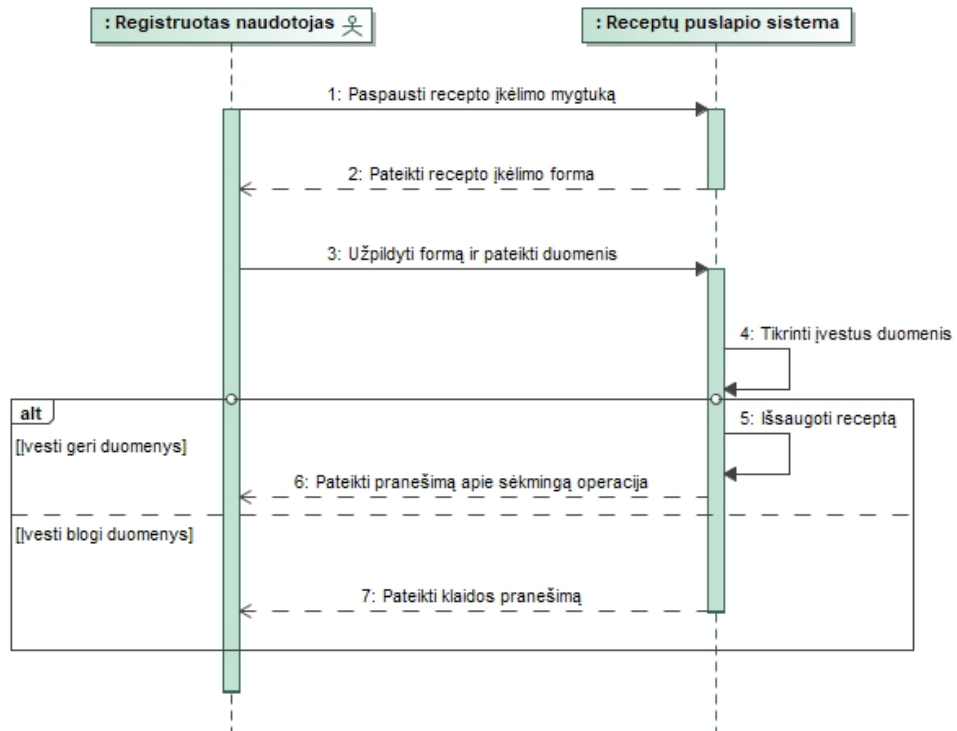 : Registruotas naudotojas
: Receptų puslapio sistema
1: Paspausti recepto įkėlimo mygtuką
2: Pateikti recepto įkėlimo forma
3: Užpildyti formą ir pateikti duomenis
4: Tikrinti įvestus duomenis
alt
5: Išsaugoti receptą
[Įvesti geri duomenys]
6: Pateikti pranešimą apie sėkmingą operacija
[Įvesti blogi duomenys]
7: Pateikti klaidos pranešimą